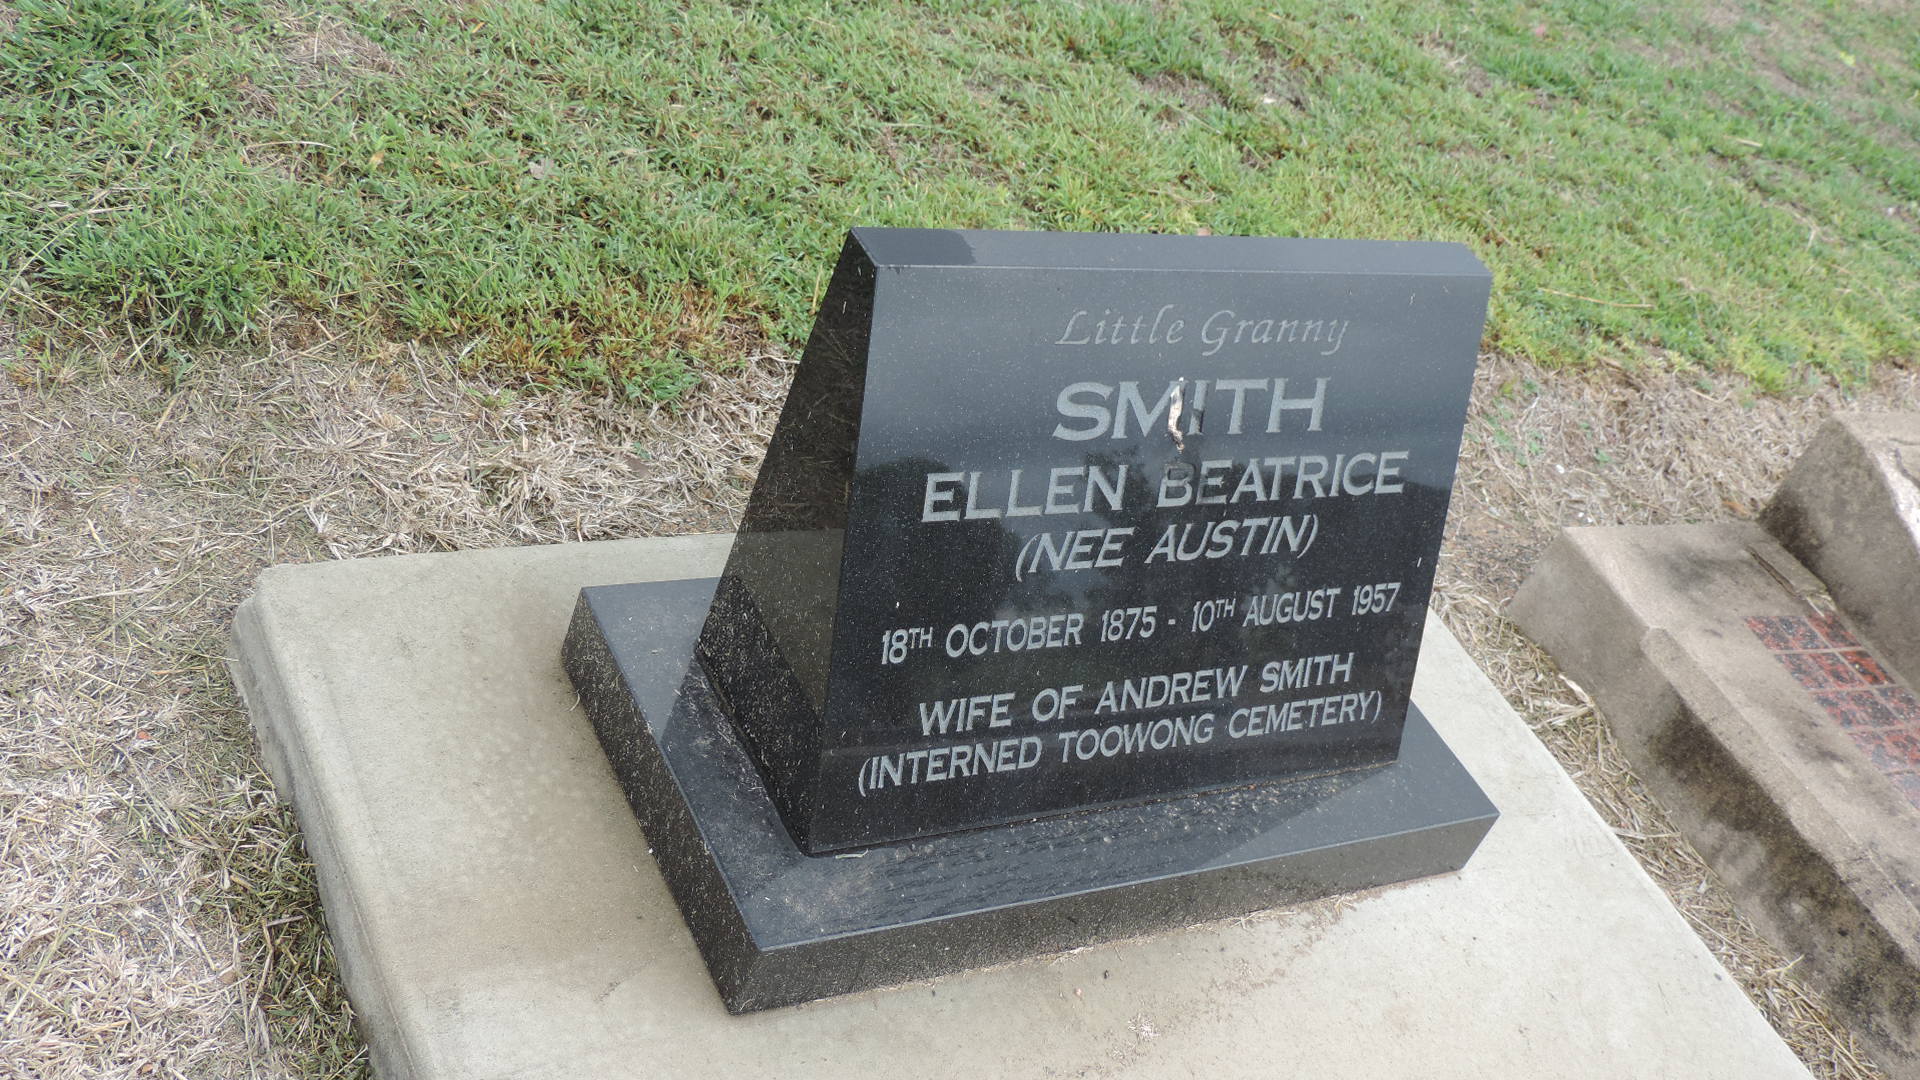 Little Granny
SMITH
ELLEN BEATRICE
(NEE AUSTIN)
18TH OCTOBER 1875 - 10TH AUGUST 1957
WIFE OF ANDREW SMITH
(INTERNED TOOWONG CEMETERY)